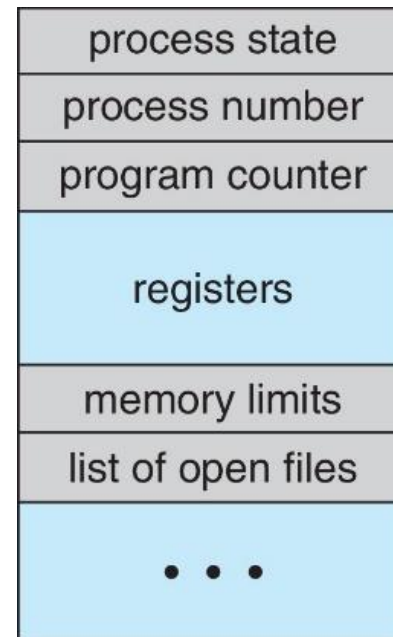 process state
process number
program counter
registers
memory limits
list of open files
• • •